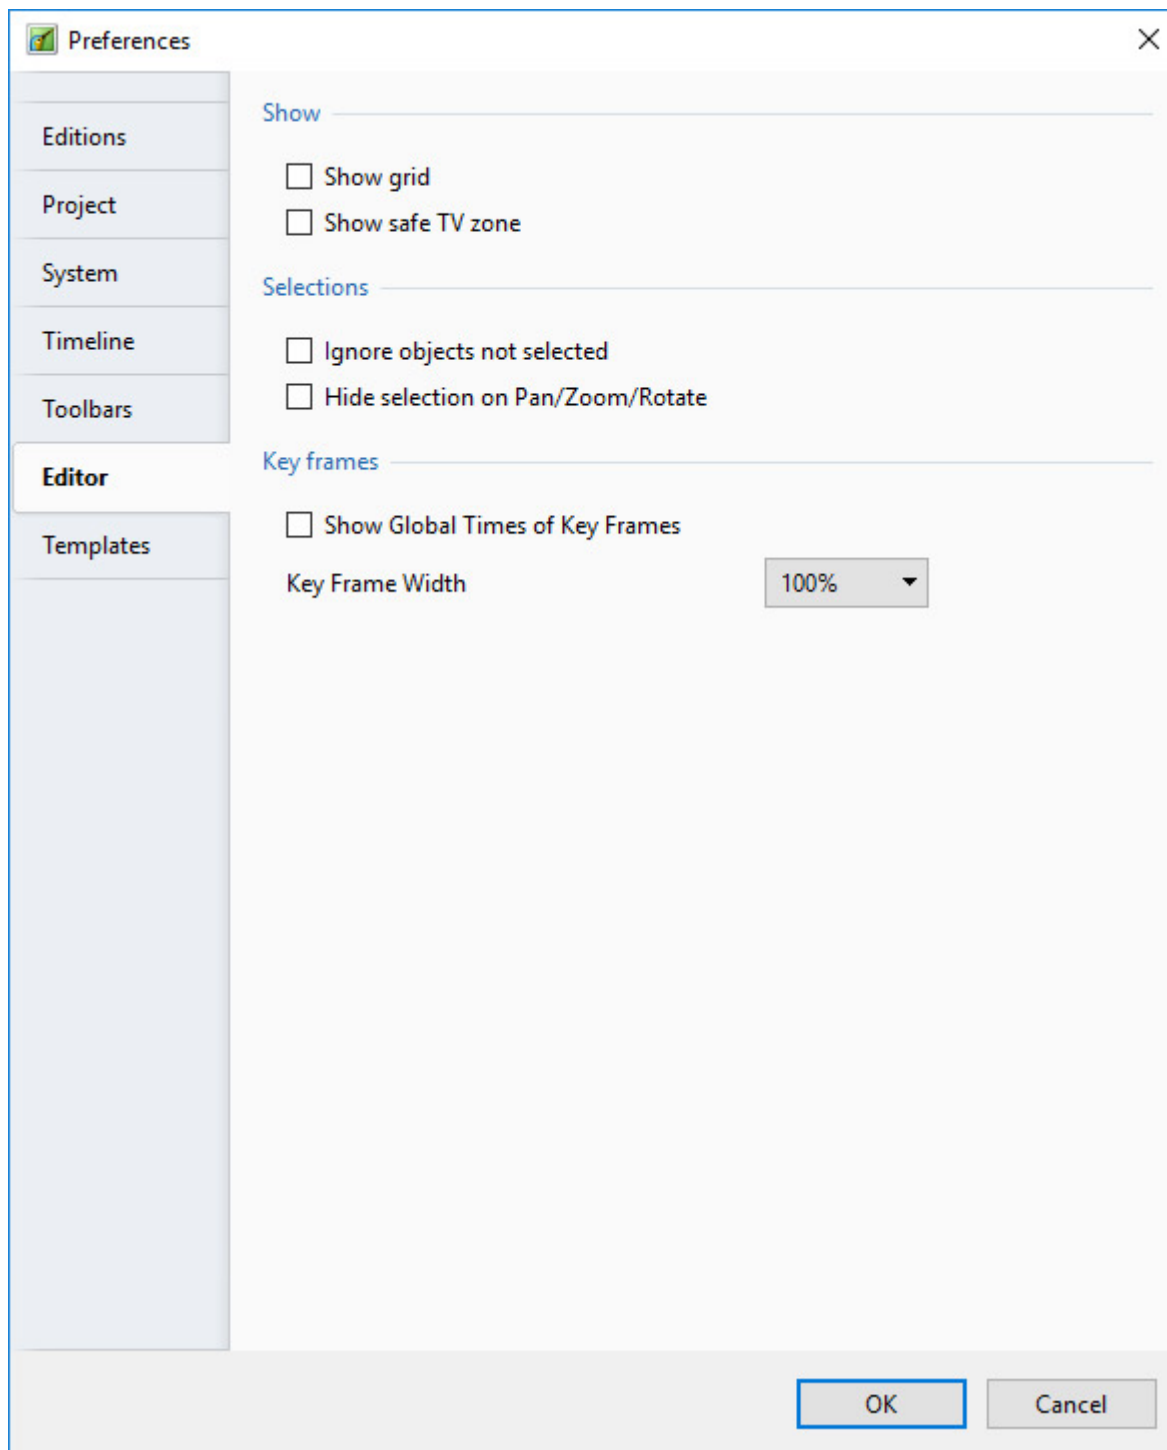 Preferences
Editions
Project
System
Timeline
Toolbars
Editor
Templates
Show
Show grid
Show safe TV zone
Selections
Ignore objects not selected
Hide selection on Pan/Zoom/Rotate
Key frames
Show Global Times of Key Frames
Key Frame Width 100%
OK Cancel